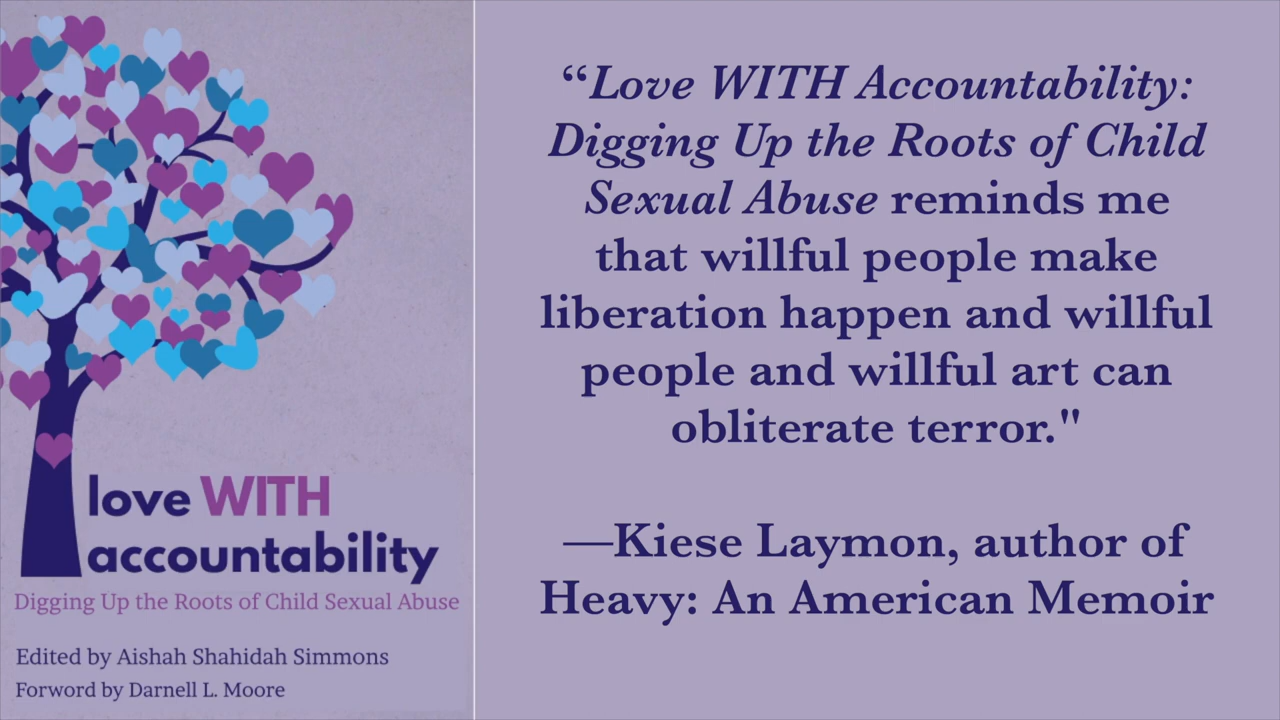 love WITH
accountability
Digging Up the Roots of Child Sexual Abuse
Edited by Aishah Shahidah Simmons
Forword by Darnell L. Moore
“Love WITH Accountability:
Digging Up the Roots of Child
Sexual Abuse reminds me
that willful people make
liberation happen and willful
people and willful art can
obliterate terror."
—Kiese Laymon, author of
Heavy: An American Memoir